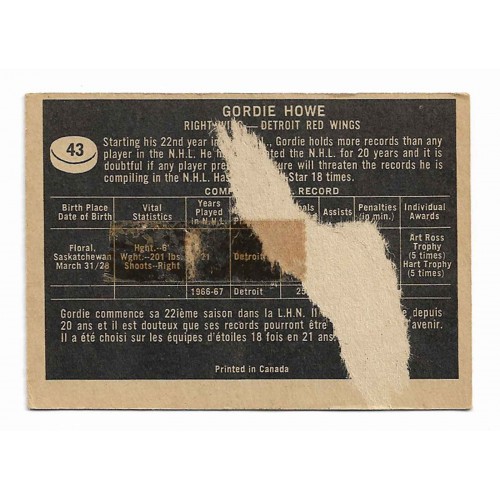 GORDIE HOWE
43
RIGHT WING — DETROIT RED WINGS
Starting his 22nd year in ., Gordie holds more records than any
player in the N.H.L. He ted the N.H.L. for 20 years and it is
doubtful if any player pres ture will threaten the records he is
compiling in the N.H.L. Has l-Star 18 times.
COMP L RECORD
Birth Place Date of Birth Vital Statistics Years Played in N.H.L. ls Assists Penalties (in min.) Individual Awards
Floral, Saskatchewan March 31/28 Hght.--6' Wght.--201 lbs. Shoots--Right 21 Detroit Art Ross Trophy (5 times) Hart Trophy (5 times)
1966-67 Detroit 25
Gordie commence sa 22ième saison dans la L.H.N. I puis
20 ans et il est douteux que ses records pourront être avenir.
Il a été choisi sur les équipes d'étoiles 18 fois en 21 ans.
Printed in Canada